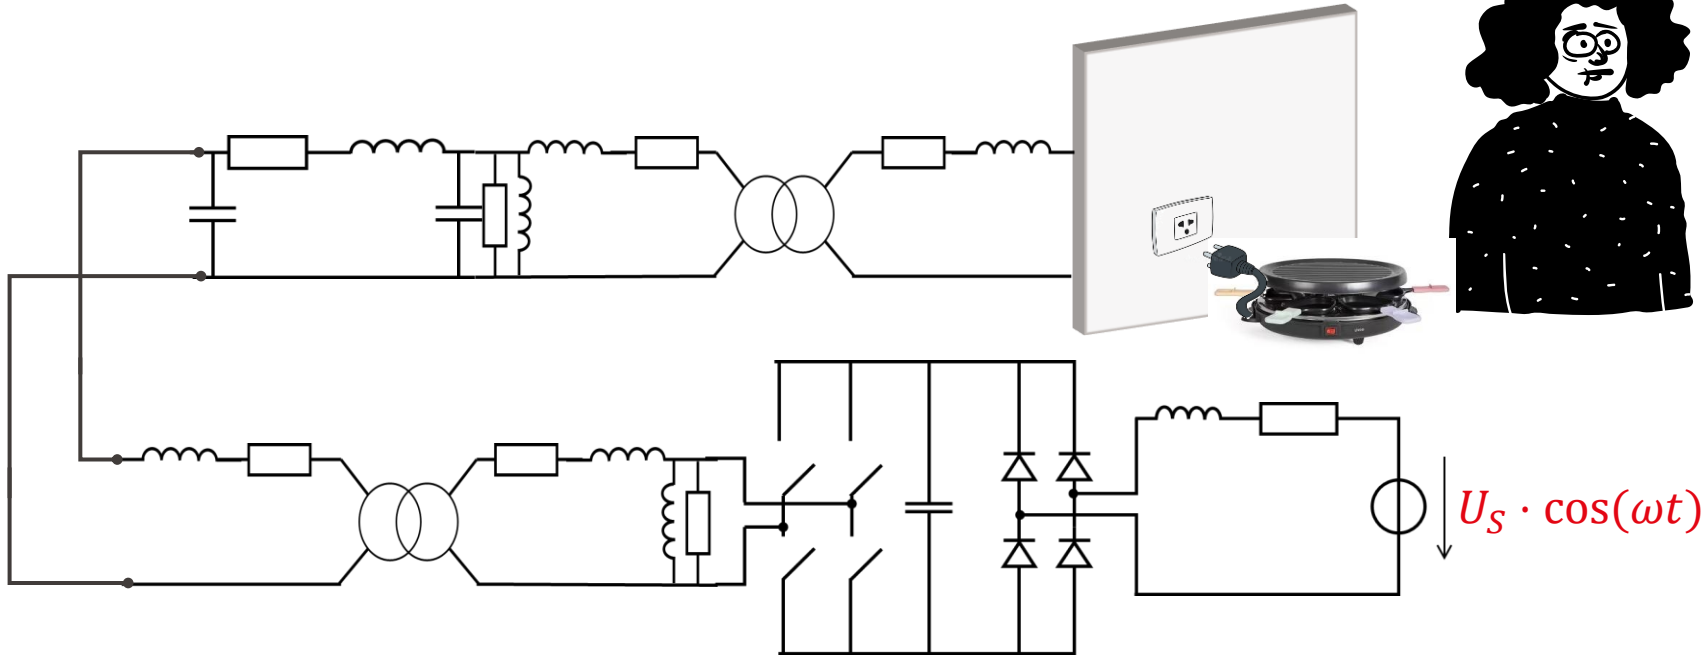 U_S · cos(ωt)